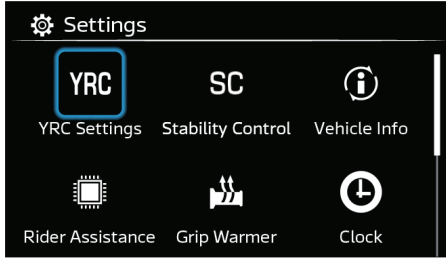 Settings
YRC SC
YRC Settings Stability Control Vehicle Info
Rider Assistance Grip Warmer Clock